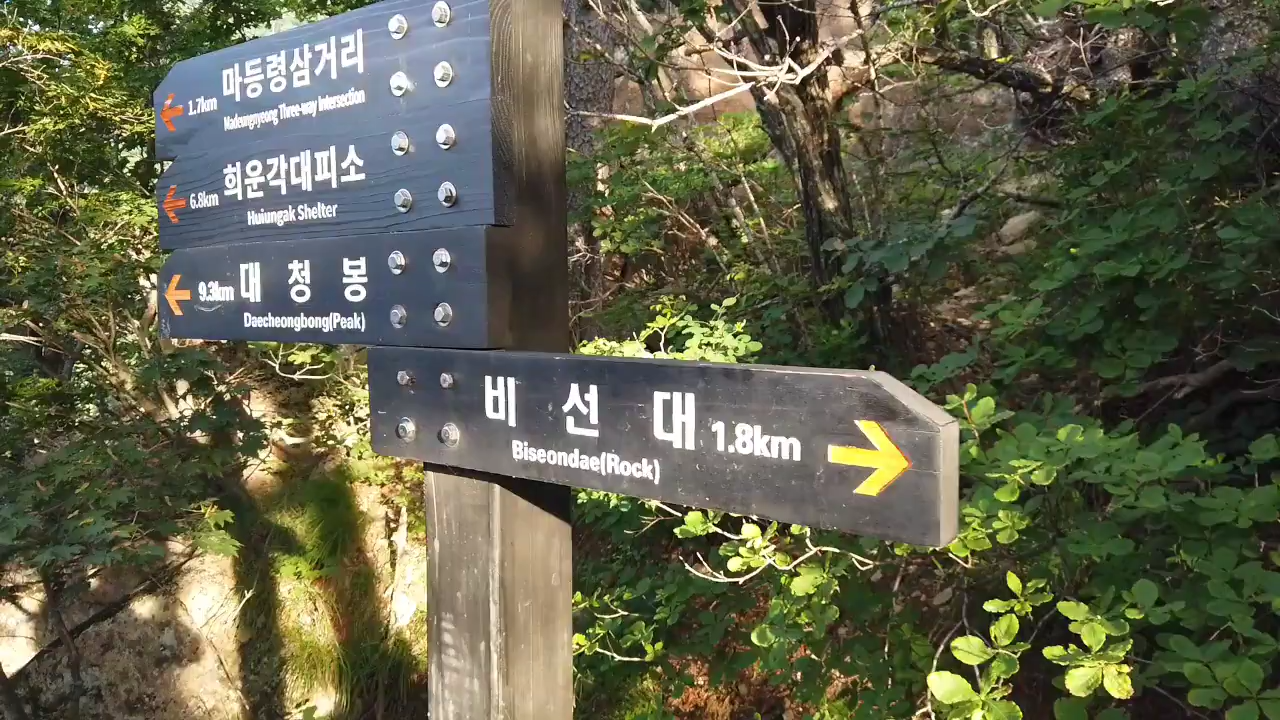 1.7km 마등령삼거리
Madeungnyeong Three-way Intersection
6.8km 희운각대피소
Huiungak Shelter
9.3km 대 청 봉
Daecheongbong(Peak)
비 선 대 1.8km
Biseondae(Rock)